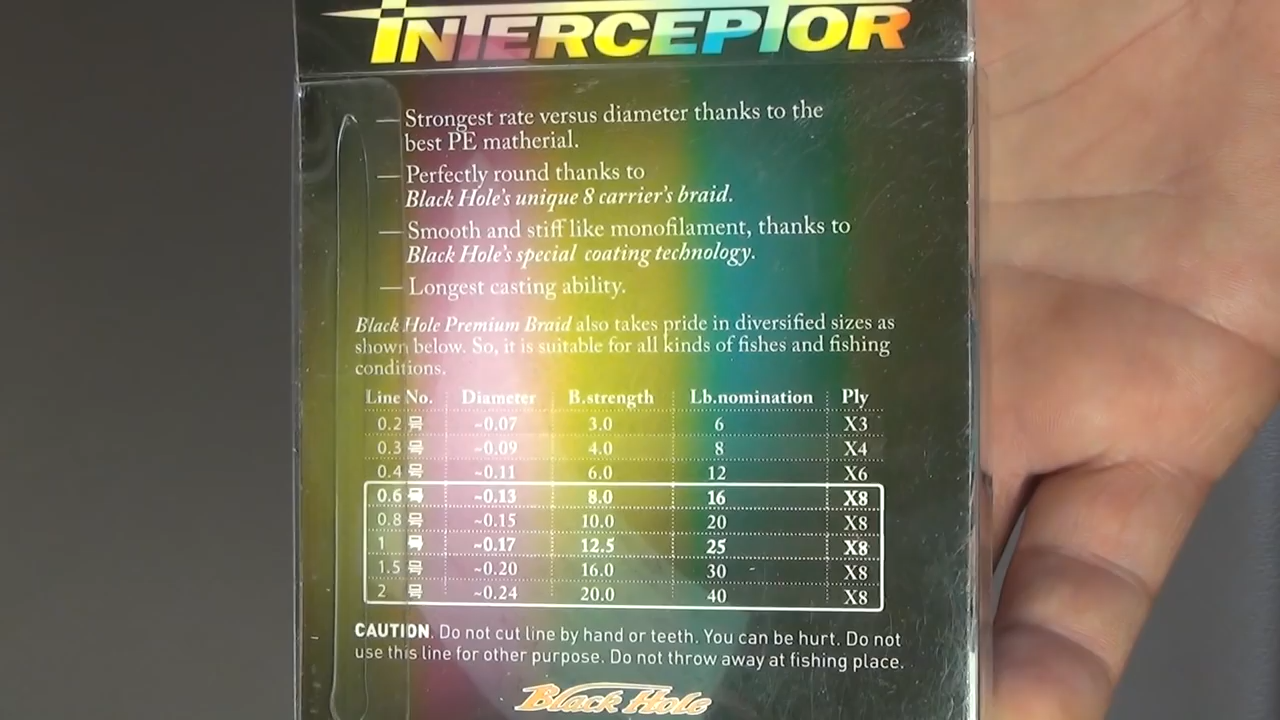 INTERCEPTOR
— Strongest rate versus diameter thanks to the
best PE matherial.
— Perfectly round thanks to
Black Hole's unique 8 carrier's braid.
— Smooth and stiff like monofilament, thanks to
Black Hole's special coating technology.
— Longest casting ability.
Black Hole Premium Braid also takes pride in diversified sizes as
shown below. So, it is suitable for all kinds of fishes and fishing
conditions.
Line No. Diameter B.strength Lb.nomination Ply
0.2 号 ~0.07 3.0 6 X3
0.3 号 ~0.09 4.0 8 X4
0.4 号 ~0.11 6.0 12 X6
0.6 号 ~0.13 8.0 16 X8
0.8 号 ~0.15 10.0 20 X8
1 号 ~0.17 12.5 25 X8
1.5 号 ~0.20 16.0 30 X8
2 号 ~0.24 20.0 40 X8
CAUTION. Do not cut line by hand or teeth. You can be hurt. Do not
use this line for other purpose. Do not throw away at fishing place.
Black Hole